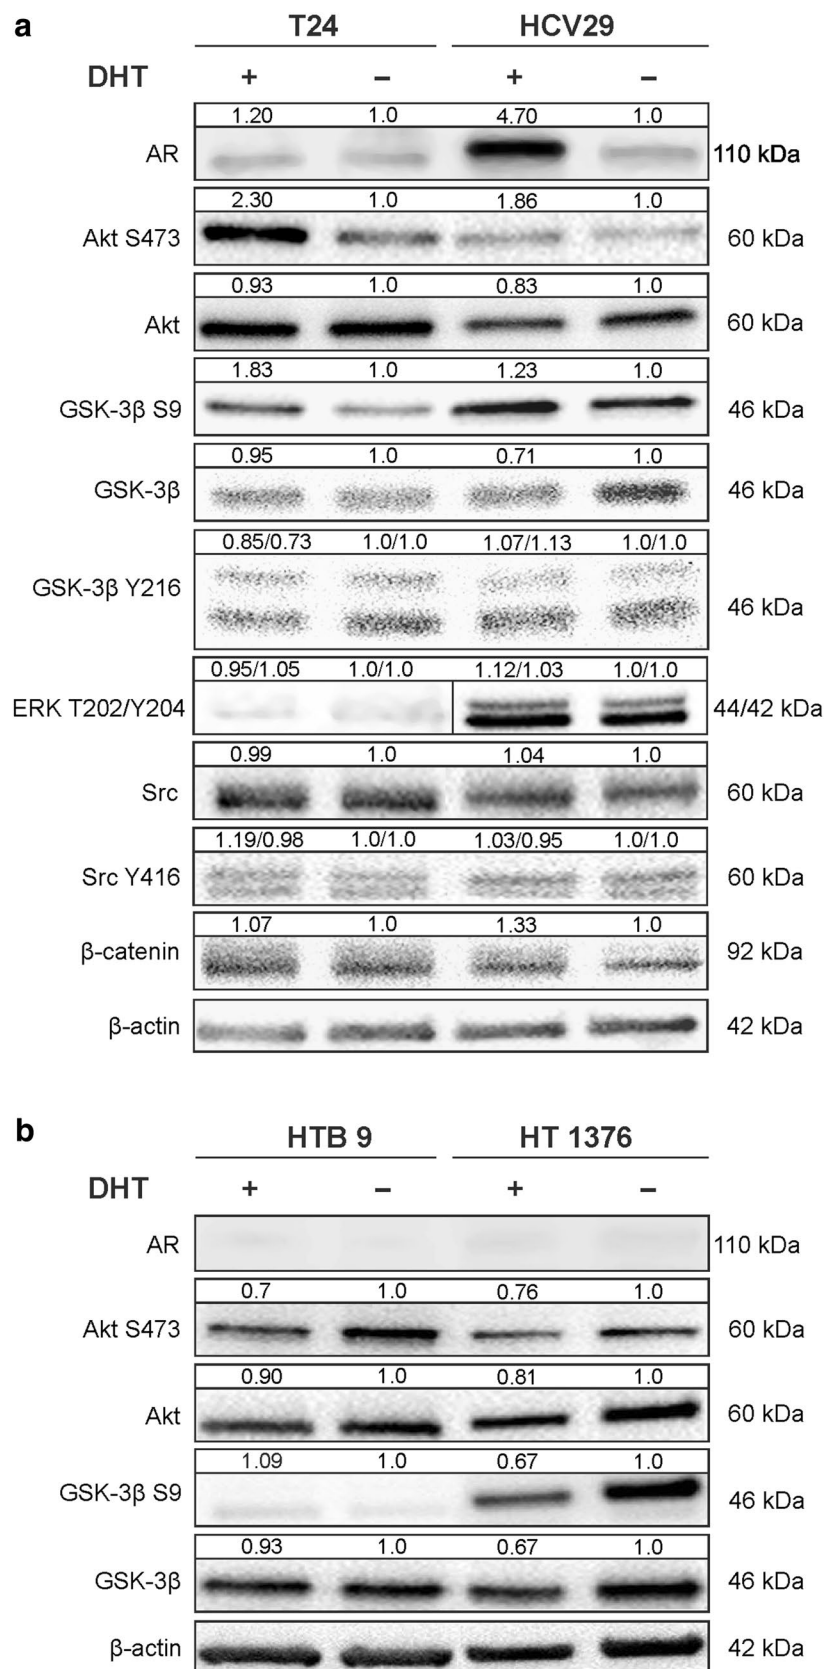 a
T24 HCV29
DHT + − + −
1.20 1.0 4.70 1.0
AR 110 kDa
2.30 1.0 1.86 1.0
Akt S473 60 kDa
0.93 1.0 0.83 1.0
Akt 60 kDa
1.83 1.0 1.23 1.0
GSK-3β S9 46 kDa
0.95 1.0 0.71 1.0
GSK-3β 46 kDa
0.85/0.73 1.0/1.0 1.07/1.13 1.0/1.0
GSK-3β Y216 46 kDa
0.95/1.05 1.0/1.0 1.12/1.03 1.0/1.0
ERK T202/Y204 44/42 kDa
0.99 1.0 1.04 1.0
Src 60 kDa
1.19/0.98 1.0/1.0 1.03/0.95 1.0/1.0
Src Y416 60 kDa
1.07 1.0 1.33 1.0
β-catenin 92 kDa
β-actin 42 kDa
b
HTB 9 HT 1376
DHT + − + −
AR 110 kDa
0.7 1.0 0.76 1.0
Akt S473 60 kDa
0.90 1.0 0.81 1.0
Akt 60 kDa
1.09 1.0 0.67 1.0
GSK-3β S9 46 kDa
0.93 1.0 0.67 1.0
GSK-3β 46 kDa
β-actin 42 kDa